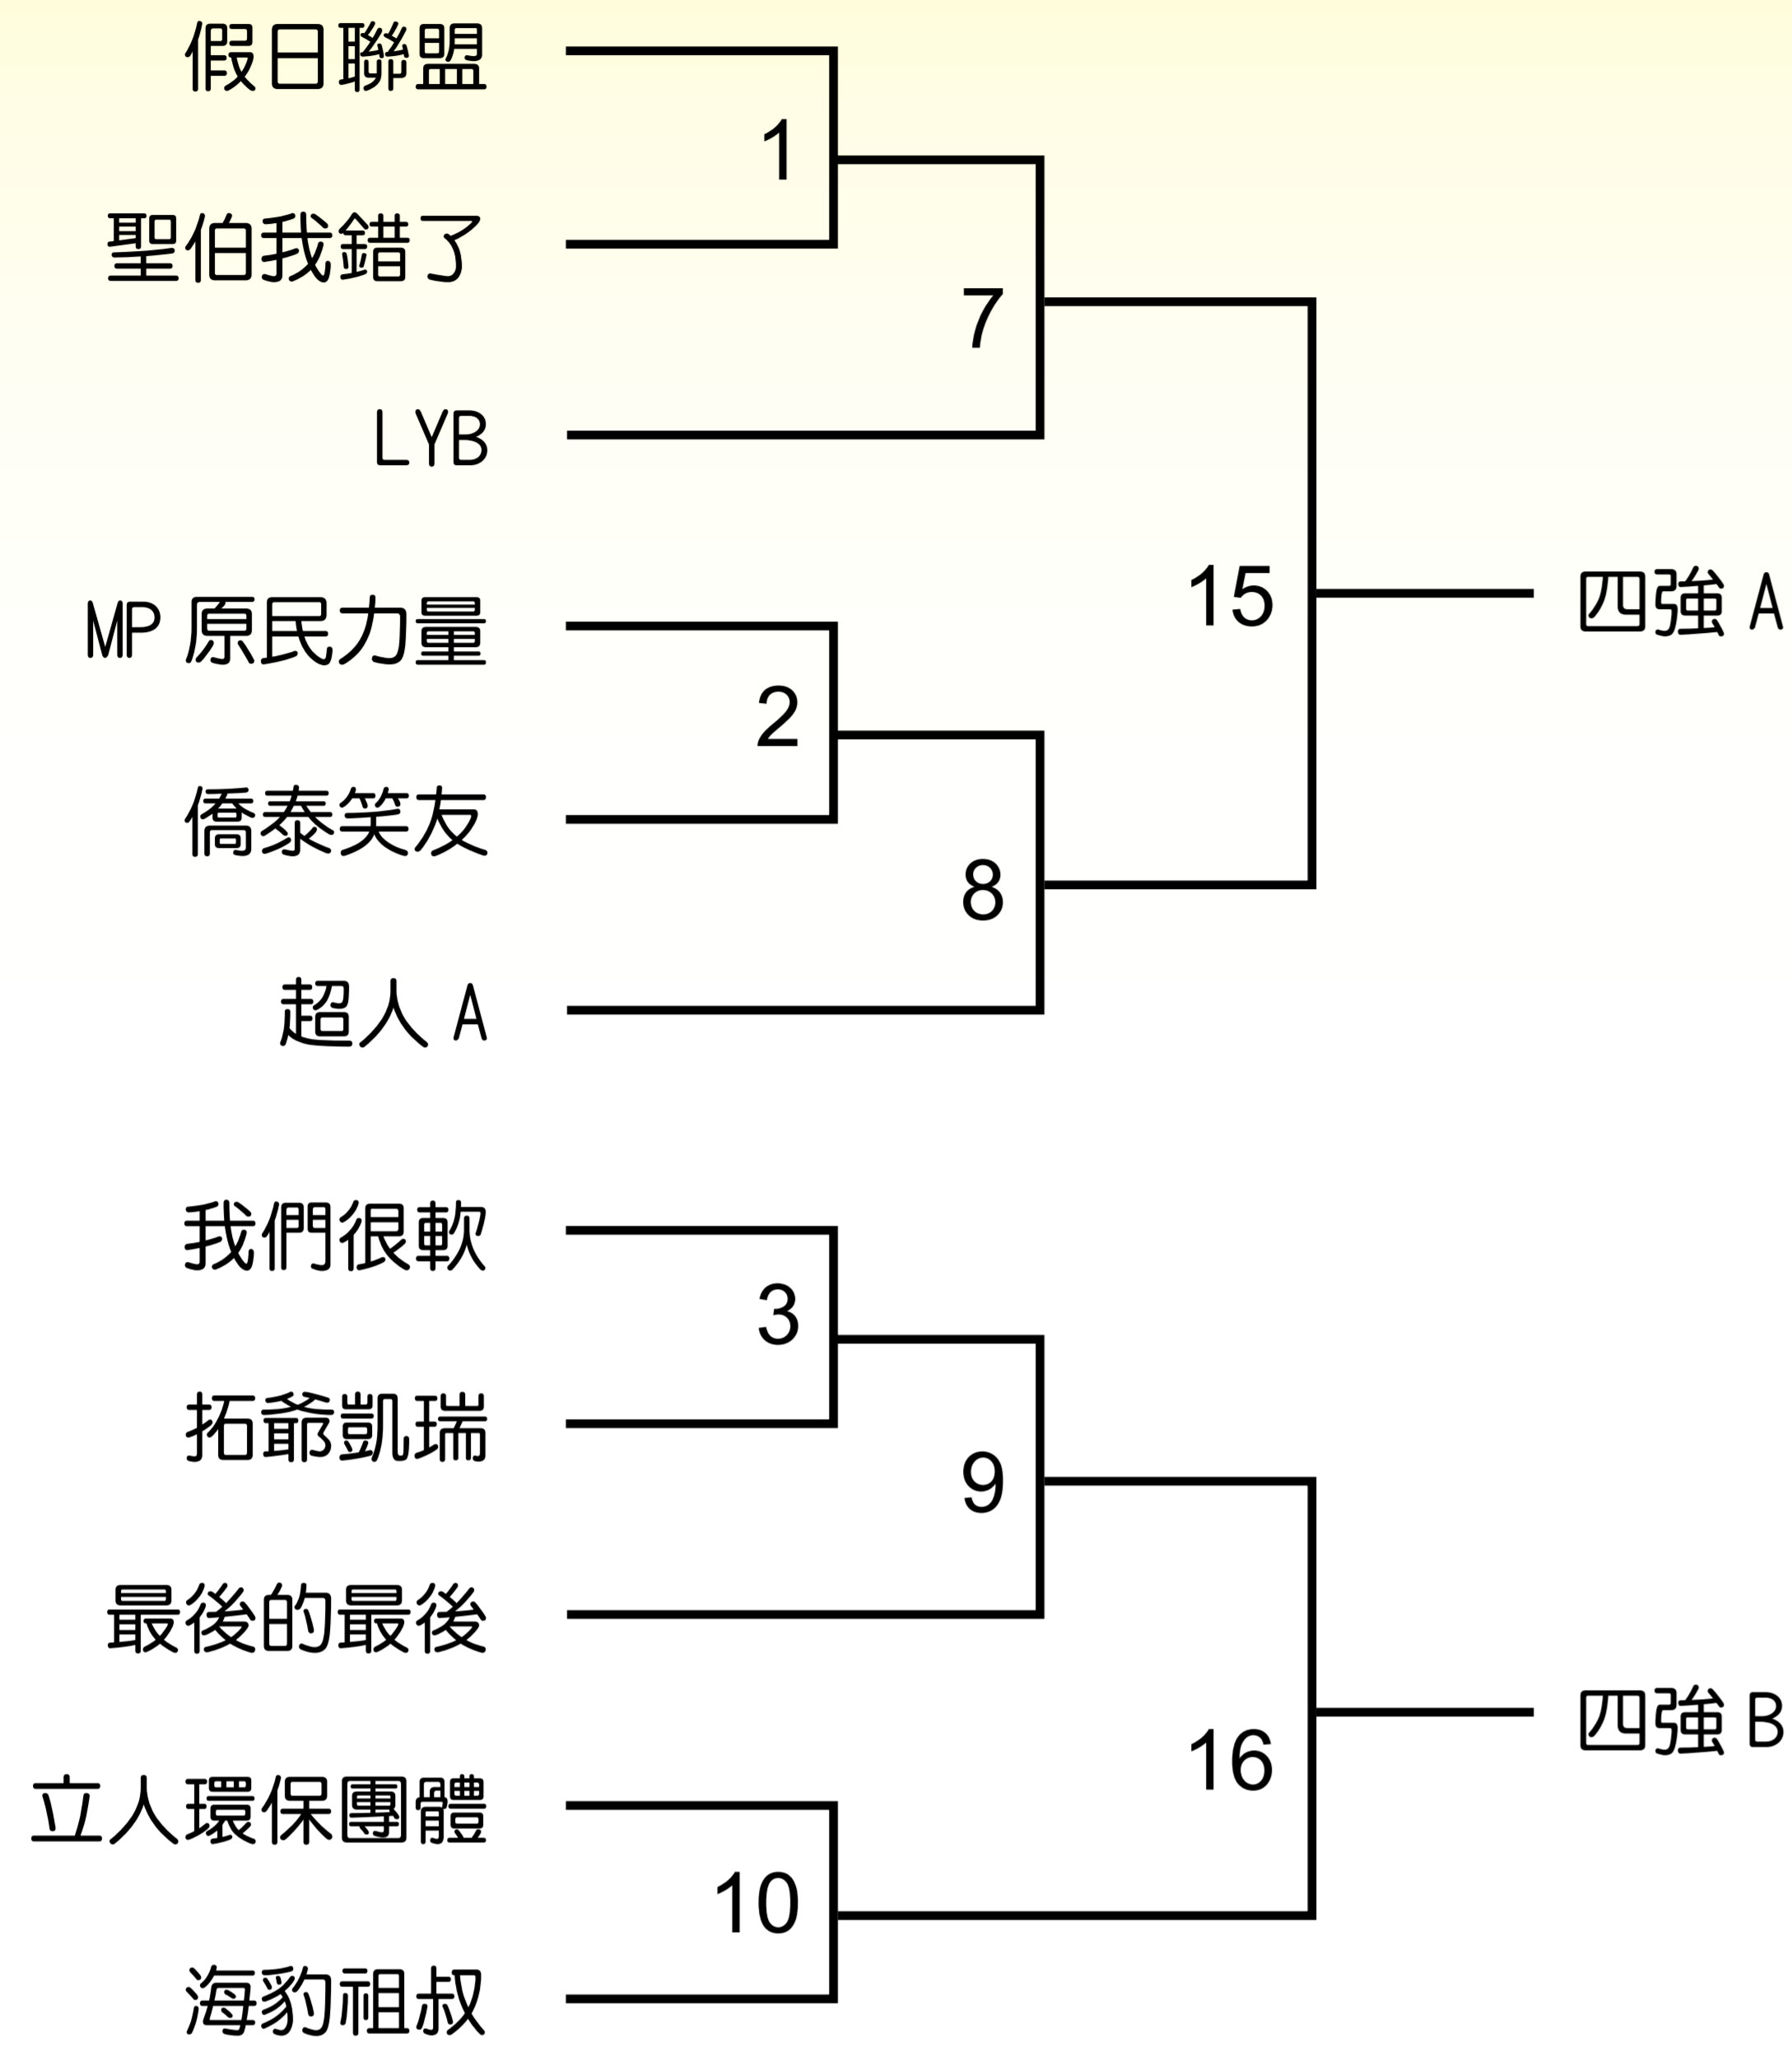 假日聯盟
1
聖伯我錯了
7
LYB
15
四強 A
MP 原民力量
2
僑泰笑友
8
超人 A
我們很軟
3
拓爺凱瑞
9
最後的最後
16
四強 B
立人環保團體
10
海豹祖叔